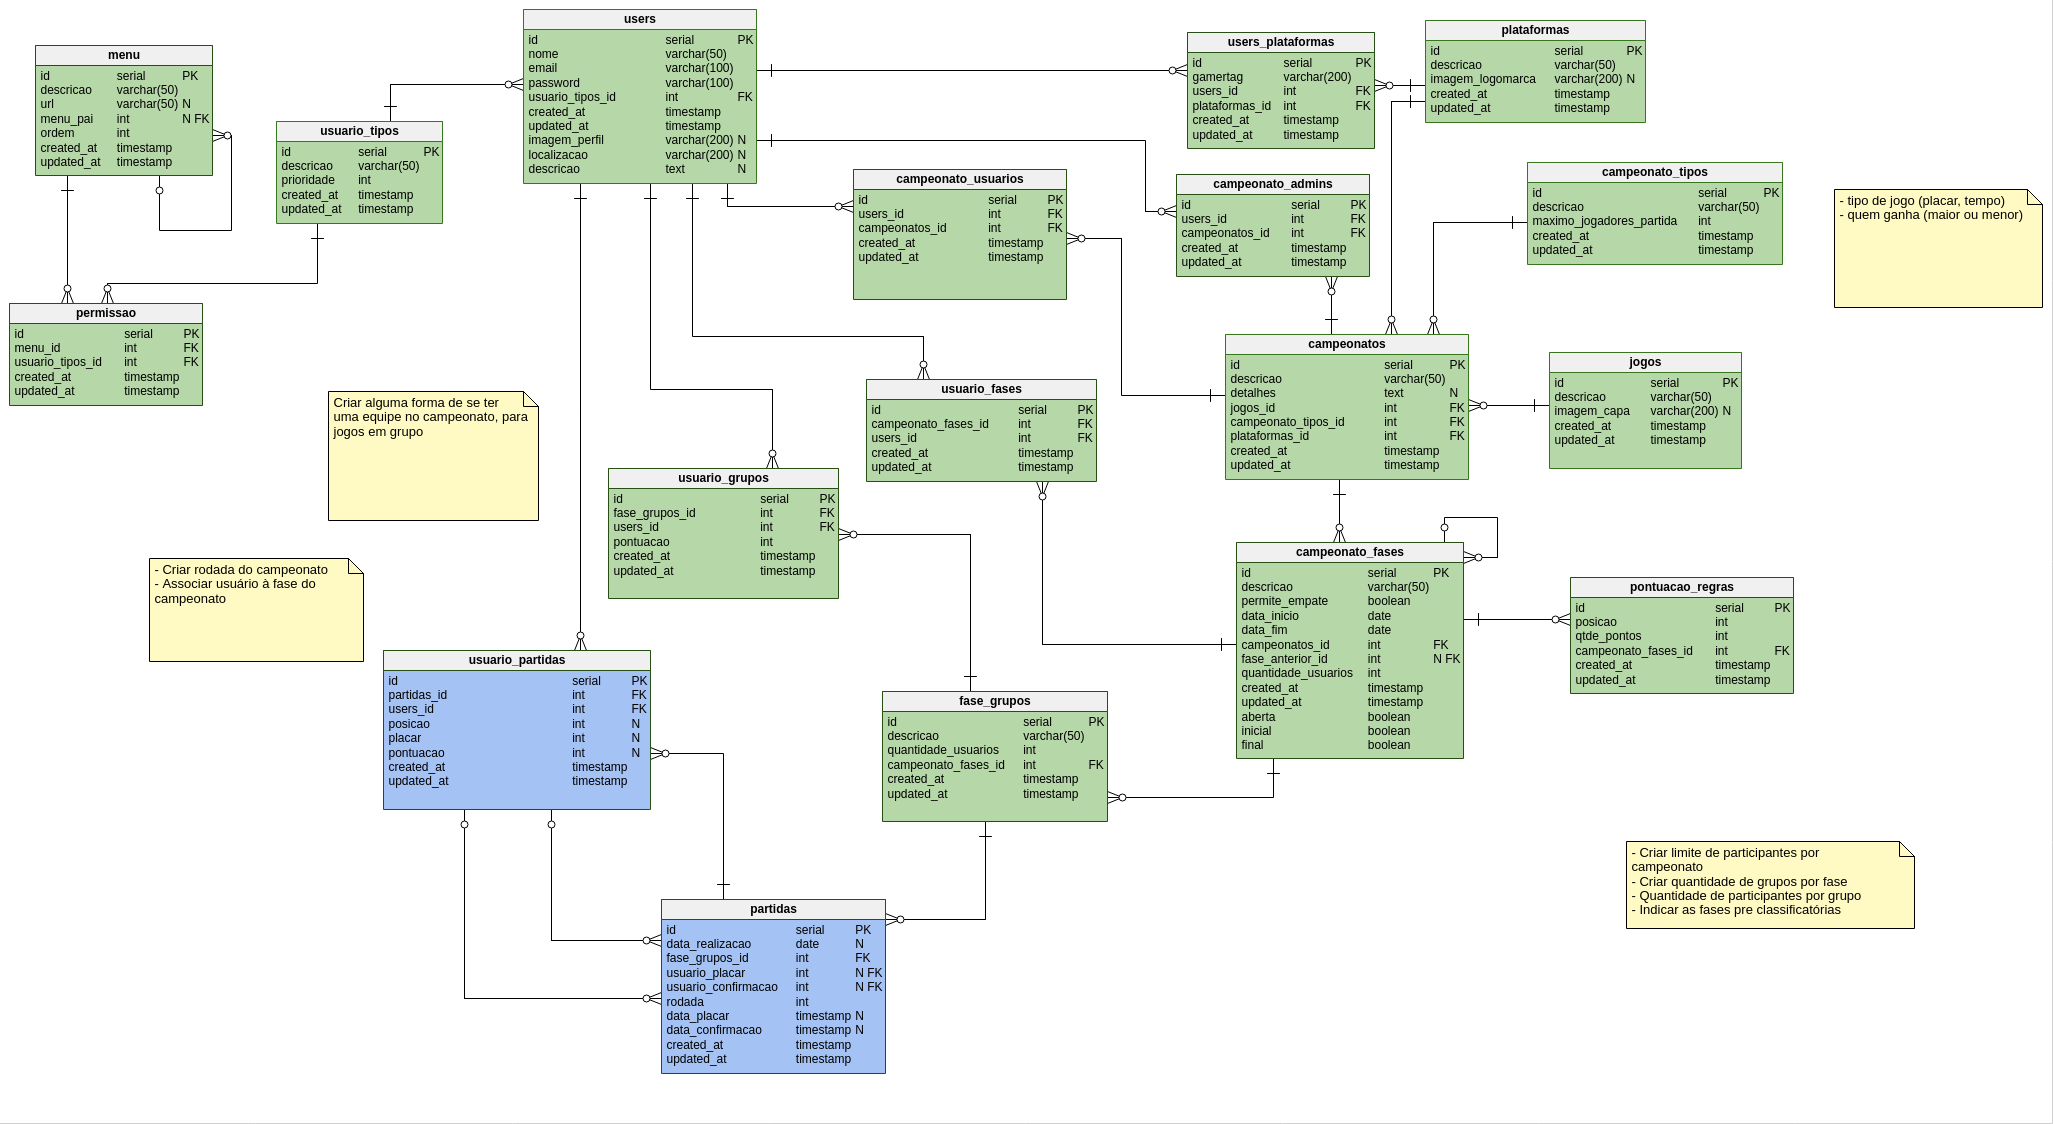 menu
id serial PK
descricao varchar(50)
url varchar(50) N
menu_pai int N FK
ordem int
created_at timestamp
updated_at timestamp
usuario_tipos
id serial PK
descricao varchar(50)
prioridade int
created_at timestamp
updated_at timestamp
users
id serial PK
nome varchar(50)
email varchar(100)
password varchar(100)
usuario_tipos_id int FK
created_at timestamp
updated_at timestamp
imagem_perfil varchar(200) N
localizacao varchar(200) N
descricao text N
users_plataformas
id serial PK
gamertag varchar(200)
users_id int FK
plataformas_id int FK
created_at timestamp
updated_at timestamp
plataformas
id serial PK
descricao varchar(50)
imagem_logomarca varchar(200) N
created_at timestamp
updated_at timestamp
campeonato_usuarios
id serial PK
users_id int FK
campeonatos_id int FK
created_at timestamp
updated_at timestamp
campeonato_admins
id serial PK
users_id int FK
campeonatos_id int FK
created_at timestamp
updated_at timestamp
campeonato_tipos
id serial PK
descricao varchar(50)
maximo_jogadores_partida int
created_at timestamp
updated_at timestamp
- tipo de jogo (placar, tempo)
- quem ganha (maior ou menor)
permissao
id serial PK
menu_id int FK
usuario_tipos_id int FK
created_at timestamp
updated_at timestamp
Criar alguma forma de se ter
uma equipe no campeonato, para
jogos em grupo
usuario_fases
id serial PK
campeonato_fases_id int FK
users_id int FK
created_at timestamp
updated_at timestamp
campeonatos
id serial PK
descricao varchar(50)
detalhes text N
jogos_id int FK
campeonato_tipos_id int FK
plataformas_id int FK
created_at timestamp
updated_at timestamp
jogos
id serial PK
descricao varchar(50)
imagem_capa varchar(200) N
created_at timestamp
updated_at timestamp
usuario_grupos
id serial PK
fase_grupos_id int FK
users_id int FK
pontuacao int
created_at timestamp
updated_at timestamp
- Criar rodada do campeonato
- Associar usuário à fase do
campeonato
campeonato_fases
id serial PK
descricao varchar(50)
permite_empate boolean
data_inicio date
data_fim date
campeonatos_id int FK
fase_anterior_id int N FK
quantidade_usuarios int
created_at timestamp
updated_at timestamp
aberta boolean
inicial boolean
final boolean
pontuacao_regras
id serial PK
posicao int
qtde_pontos int
campeonato_fases_id int FK
created_at timestamp
updated_at timestamp
usuario_partidas
id serial PK
partidas_id int FK
users_id int FK
posicao int N
placar int N
pontuacao int N
created_at timestamp
updated_at timestamp
fase_grupos
id serial PK
descricao varchar(50)
quantidade_usuarios int
campeonato_fases_id int FK
created_at timestamp
updated_at timestamp
- Criar limite de participantes por
campeonato
- Criar quantidade de grupos por fase
- Quantidade de participantes por grupo
- Indicar as fases pre classificatórias
partidas
id serial PK
data_realizacao date N
fase_grupos_id int FK
usuario_placar int N FK
usuario_confirmacao int N FK
rodada int
data_placar timestamp N
data_confirmacao timestamp N
created_at timestamp
updated_at timestamp